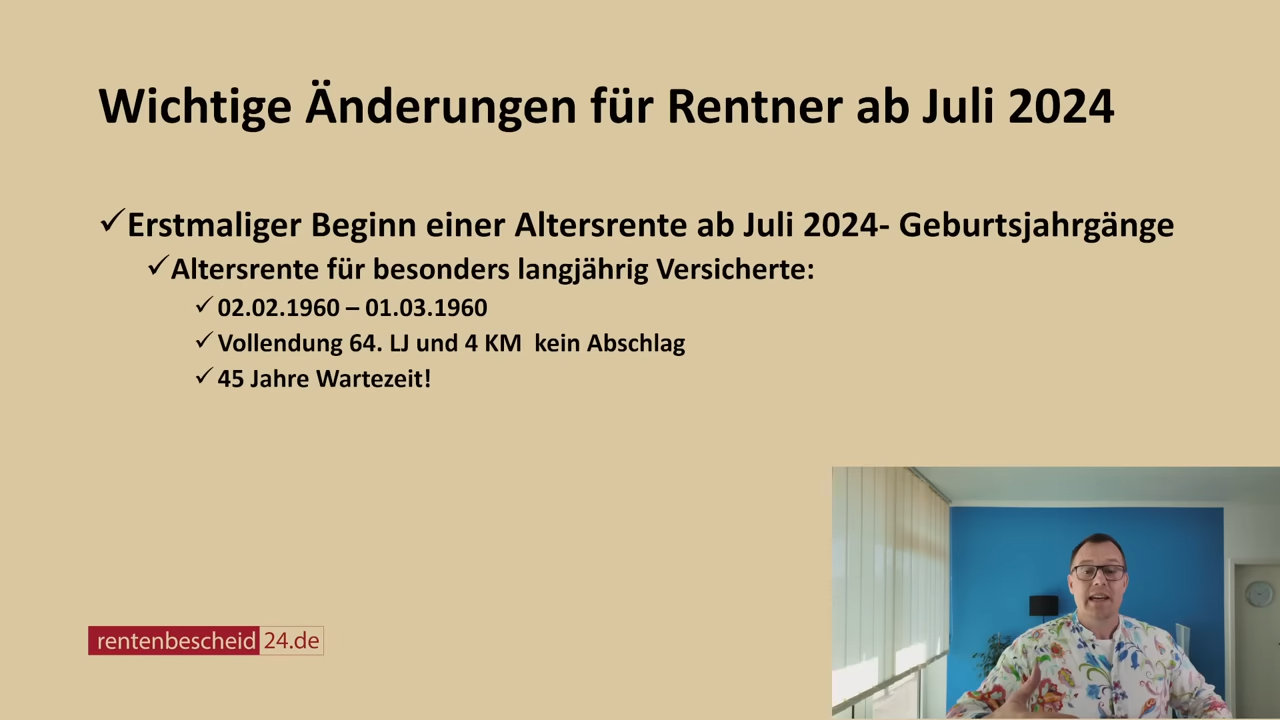 Wichtige Änderungen für Rentner ab Juli 2024
✓Erstmaliger Beginn einer Altersrente ab Juli 2024- Geburtsjahrgänge
✓Altersrente für besonders langjährig Versicherte:
✓02.02.1960 – 01.03.1960
✓Vollendung 64. LJ und 4 KM  kein Abschlag
✓45 Jahre Wartezeit!
rentenbescheid 24.de